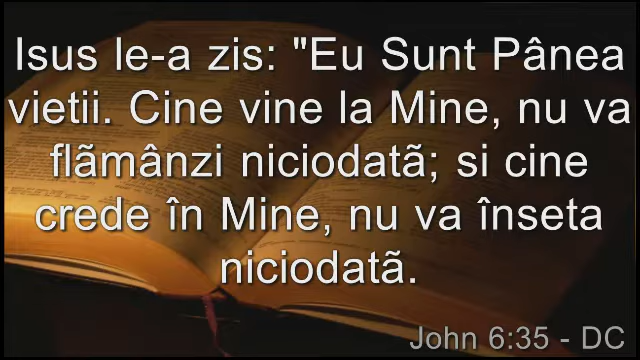 Isus le-a zis: "Eu Sunt Pânea
vietii. Cine vine la Mine, nu va
flãmânzi niciodatã; si cine
crede în Mine, nu va înseta
niciodatã.
John 6:35 - DC